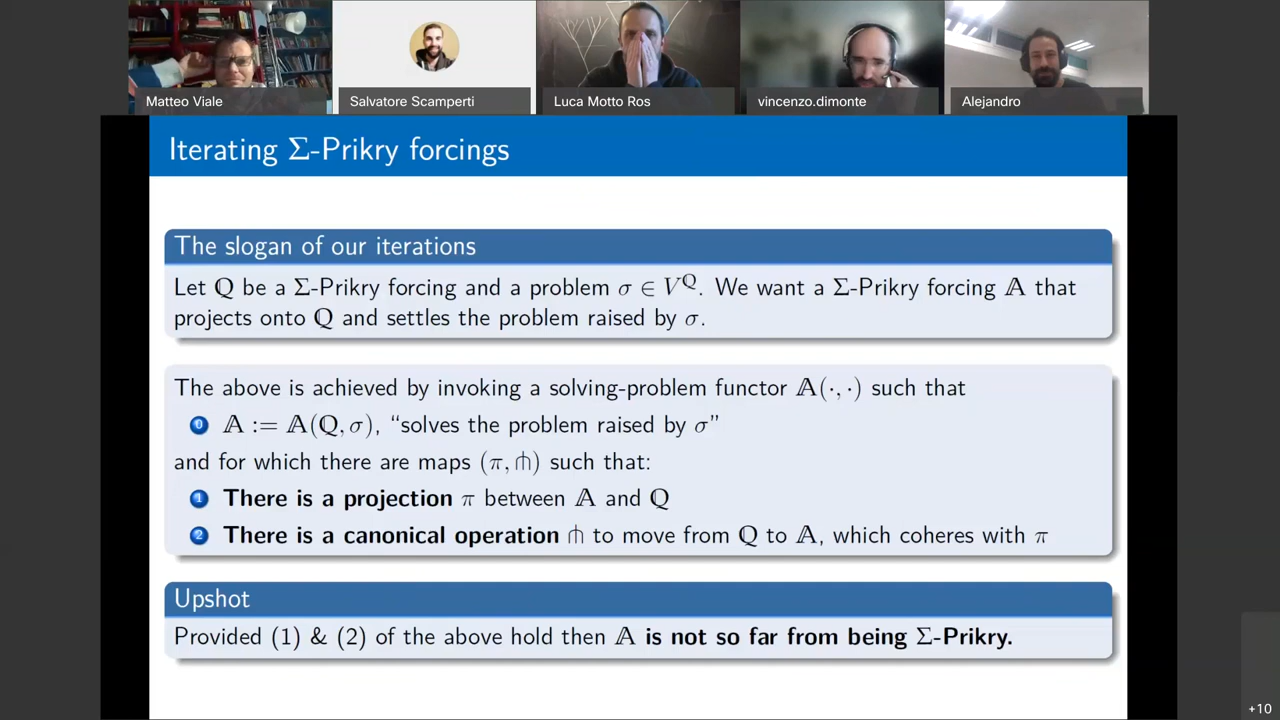 Matteo Viale
Salvatore Scamperti
Luca Motto Ros
vincenzo.dimonte
Alejandro
Iterating Σ-Prikry forcings
The slogan of our iterations
Let ℚ be a Σ-Prikry forcing and a problem σ ∈ V^ℚ. We want a Σ-Prikry forcing 𝔸 that
projects onto ℚ and settles the problem raised by σ.
The above is achieved by invoking a solving-problem functor 𝔸(·, ·) such that
0 𝔸 := 𝔸(ℚ, σ), “solves the problem raised by σ”
and for which there are maps (π, ⋔) such that:
1 There is a projection π between 𝔸 and ℚ
2 There is a canonical operation ⋔ to move from ℚ to 𝔸, which coheres with π
Upshot
Provided (1) & (2) of the above hold then 𝔸 is not so far from being Σ-Prikry.
+10